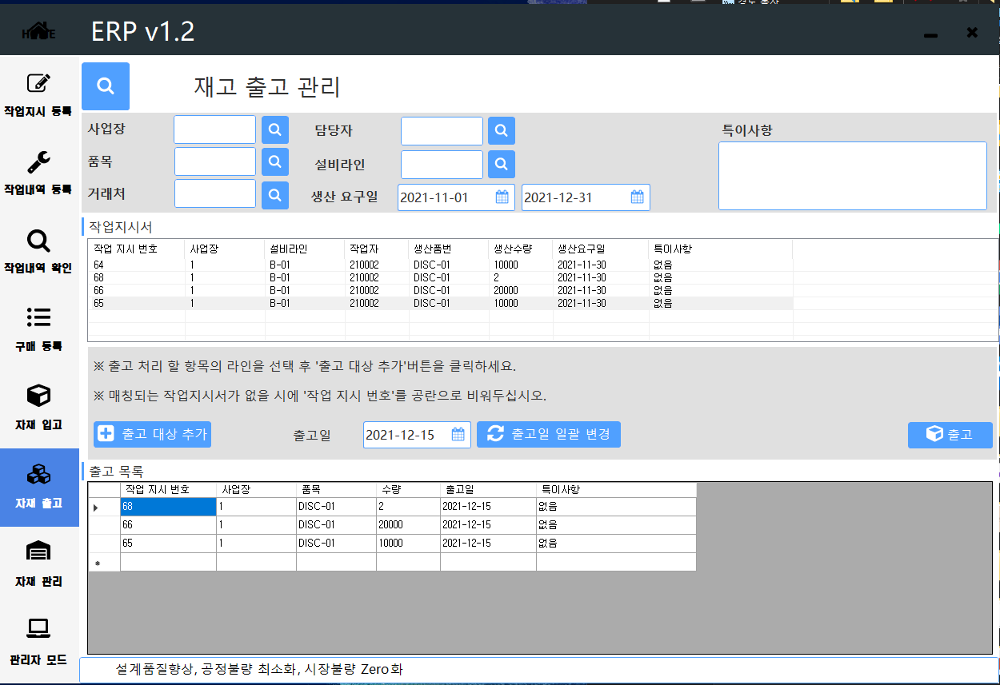 HOME
ERP v1.2
작업지시 등록
작업내역 등록
작업내역 확인
구매 등록
자재 입고
자재 출고
자재 관리
관리자 모드
재고 출고 관리
사업장
담당자
특이사항
품목
설비라인
거래처
생산 요구일
2021-11-01
2021-12-31
작업지시서
작업 지시 번호 사업장 설비라인 작업자 생산품번 생산수량 생산요구일 특이사항
64 1 B-01 210002 DISC-01 10000 2021-11-30 없음
68 1 B-01 210002 DISC-01 2 2021-11-30 없음
66 1 B-01 210002 DISC-01 20000 2021-11-30 없음
65 1 B-01 210002 DISC-01 10000 2021-11-30 없음
※ 출고 처리 할 항목의 라인을 선택 후 '출고 대상 추가'버튼을 클릭하세요.
※ 매칭되는 작업지시서가 없을 시에 '작업 지시 번호'를 공란으로 비워두십시오.
출고 대상 추가
출고일
2021-12-15
출고일 일괄 변경
출고
출고 목록
작업 지시 번호 사업장 품목 수량 출고일 특이사항
68 1 DISC-01 2 2021-12-15 없음
66 1 DISC-01 20000 2021-12-15 없음
65 1 DISC-01 10000 2021-12-15 없음
설계품질향상, 공정불량 최소화, 시장불량 Zero화